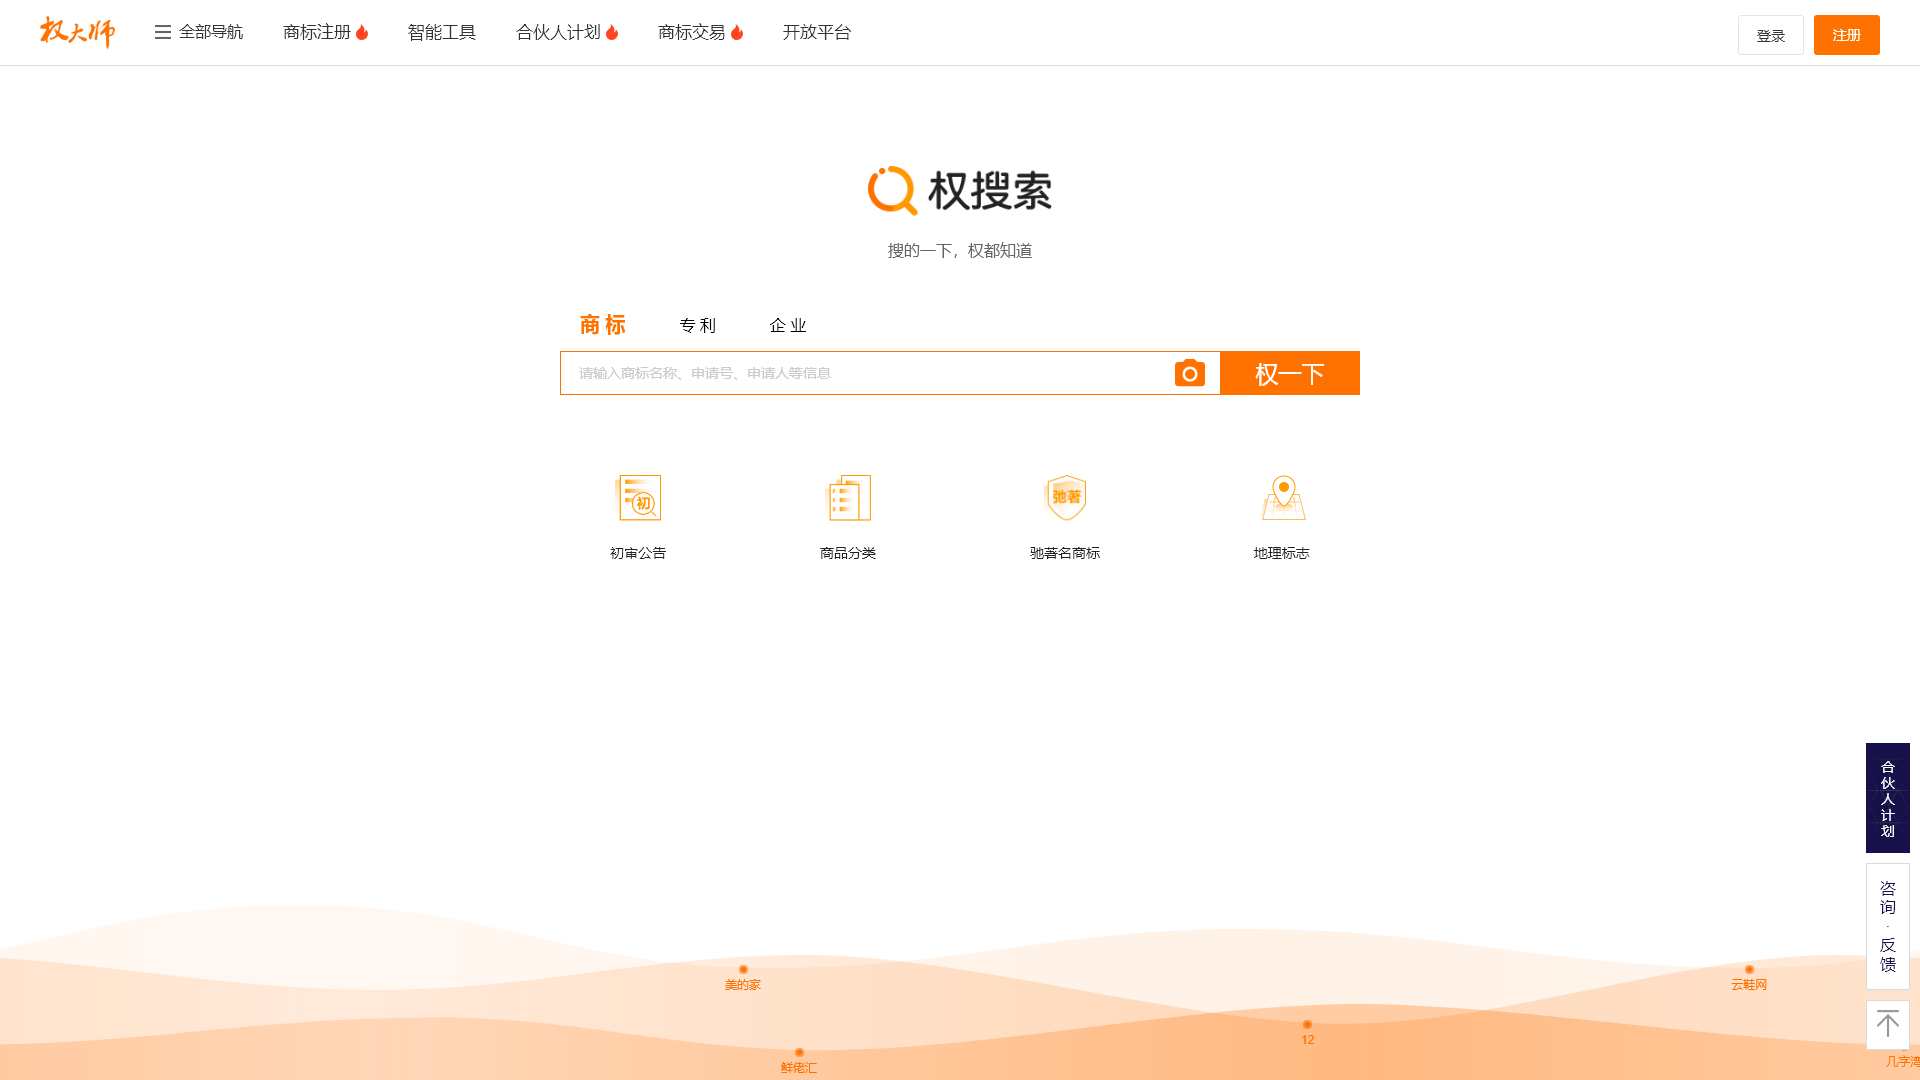 权大师
全部导航
商标注册
智能工具
合伙人计划
商标交易
开放平台
登录
注册
权搜索
搜的一下，权都知道
商标
专利
企业
请输入商标名称、申请号、申请人等信息
权一下
初
初审公告
商品分类
驰著
驰著名商标
地理标志
合伙人计划
咨询·反馈
美的家
云鞋网
12
鲜佬汇
几字湾